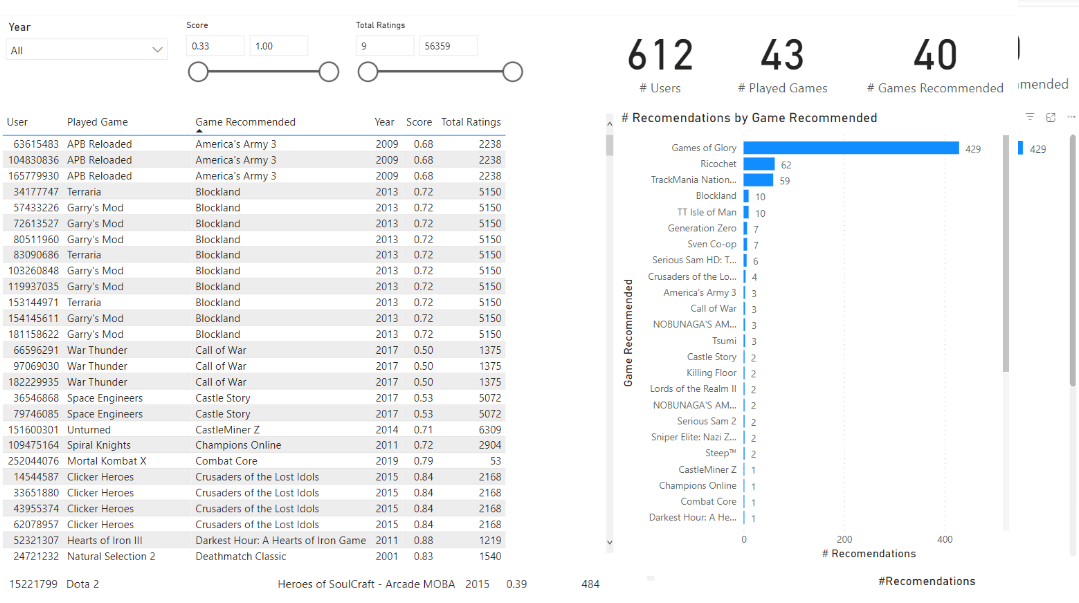 Year
All
Score
0.33 1.00
Total Ratings
9 56359
612
# Users
43
# Played Games
40
# Games Recommended
mmended
User Played Game Game Recommended Year Score Total Ratings
63615483 APB Reloaded America's Army 3 2009 0.68 2238
104830836 APB Reloaded America's Army 3 2009 0.68 2238
165779930 APB Reloaded America's Army 3 2009 0.68 2238
34177747 Terraria Blockland 2013 0.72 5150
57433226 Garry's Mod Blockland 2013 0.72 5150
72613527 Garry's Mod Blockland 2013 0.72 5150
80511960 Garry's Mod Blockland 2013 0.72 5150
83090686 Terraria Blockland 2013 0.72 5150
103260848 Garry's Mod Blockland 2013 0.72 5150
119937035 Garry's Mod Blockland 2013 0.72 5150
153144971 Terraria Blockland 2013 0.72 5150
154145611 Garry's Mod Blockland 2013 0.72 5150
181158622 Garry's Mod Blockland 2013 0.72 5150
66596291 War Thunder Call of War 2017 0.50 1375
97069030 War Thunder Call of War 2017 0.50 1375
182229935 War Thunder Call of War 2017 0.50 1375
36546868 Space Engineers Castle Story 2017 0.53 5072
79746085 Space Engineers Castle Story 2017 0.53 5072
151600301 Unturned CastleMiner Z 2014 0.71 6309
109475164 Spiral Knights Champions Online 2011 0.72 2904
252044076 Mortal Kombat X Combat Core 2019 0.79 53
14544587 Clicker Heroes Crusaders of the Lost Idols 2015 0.84 2168
33651880 Clicker Heroes Crusaders of the Lost Idols 2015 0.84 2168
43955374 Clicker Heroes Crusaders of the Lost Idols 2015 0.84 2168
62078957 Clicker Heroes Crusaders of the Lost Idols 2015 0.84 2168
52321307 Hearts of Iron III Darkest Hour: A Hearts of Iron Game 2011 0.88 1219
24721232 Natural Selection 2 Deathmatch Classic 2001 0.83 1540
15221799 Dota 2 Heroes of SoulCraft - Arcade MOBA 2015 0.39 484
# Recomendations by Game Recommended
Game Recommended
Games of Glory 429 429
Ricochet 62
TrackMania Nation... 59
Blockland 10
TT Isle of Man 10
Generation Zero 7
Sven Co-op 7
Serious Sam HD: T... 6
Crusaders of the Lo... 4
America's Army 3 3
Call of War 3
NOBUNAGA'S AM... 3
Tsumi 3
Castle Story 2
Killing Floor 2
Lords of the Realm II 2
NOBUNAGA'S AM... 2
Serious Sam 2 2
Sniper Elite: Nazi Z... 2
Steep™ 2
CastleMiner Z 1
Champions Online 1
Combat Core 1
Darkest Hour: A He... 1
0 200 400
# Recomendations
#Recomendations